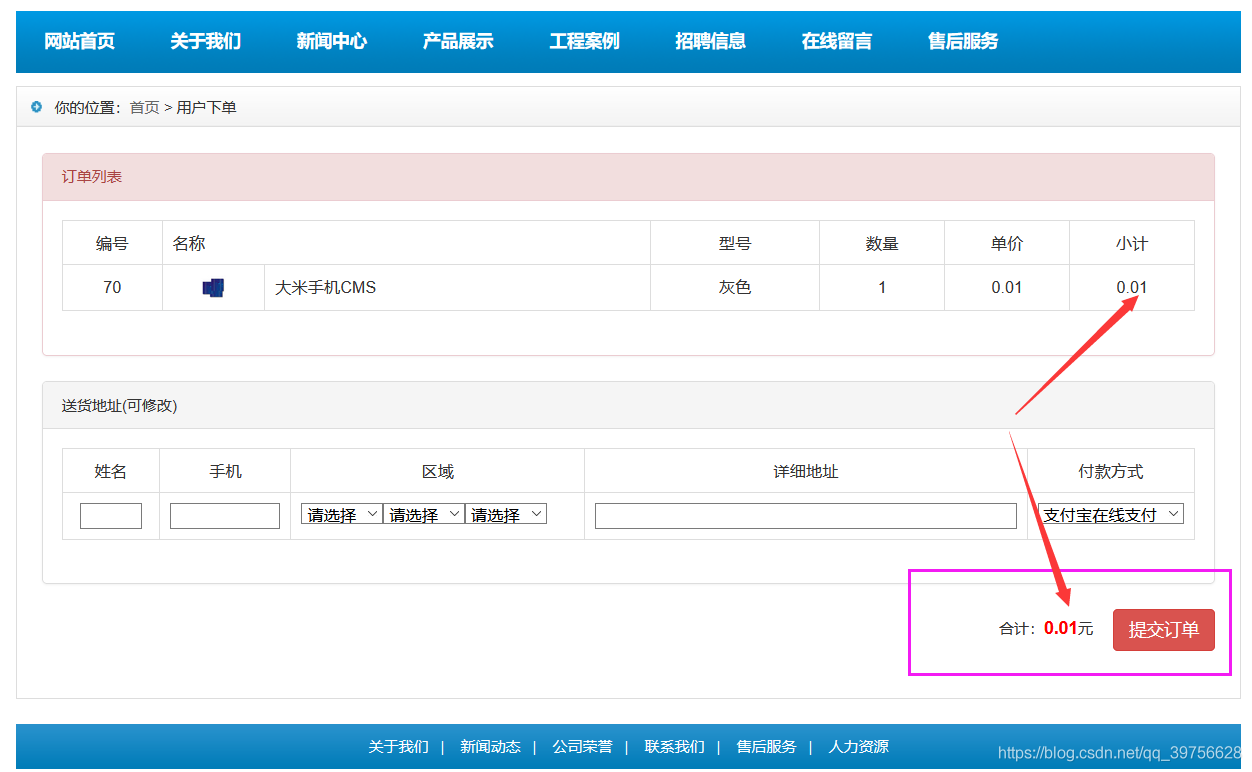 网站首页 关于我们 新闻中心 产品展示 工程案例 招聘信息 在线留言 售后服务
你的位置：首页 > 用户下单
订单列表
编号 名称 型号 数量 单价 小计
70 大米手机CMS 灰色 1 0.01 0.01
送货地址(可修改)
姓名 手机 区域 详细地址 付款方式
请选择 请选择 请选择 支付宝在线支付
合计：0.01元 提交订单
关于我们 | 新闻动态 | 公司荣誉 | 联系我们 | 售后服务 | 人力资源
https://blog.csdn.net/qq_39756628